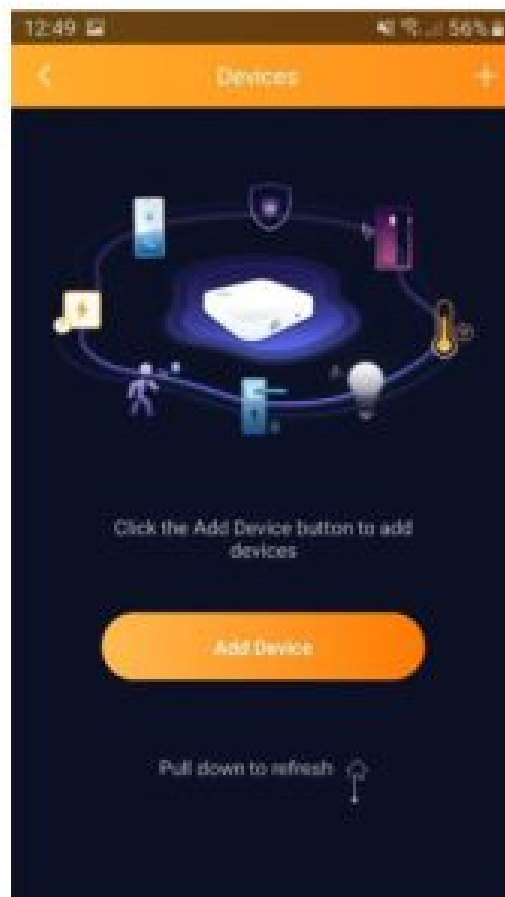 12:49 56%
Devices
Click the Add Device button to add
devices
Add Device
Pull down to refresh